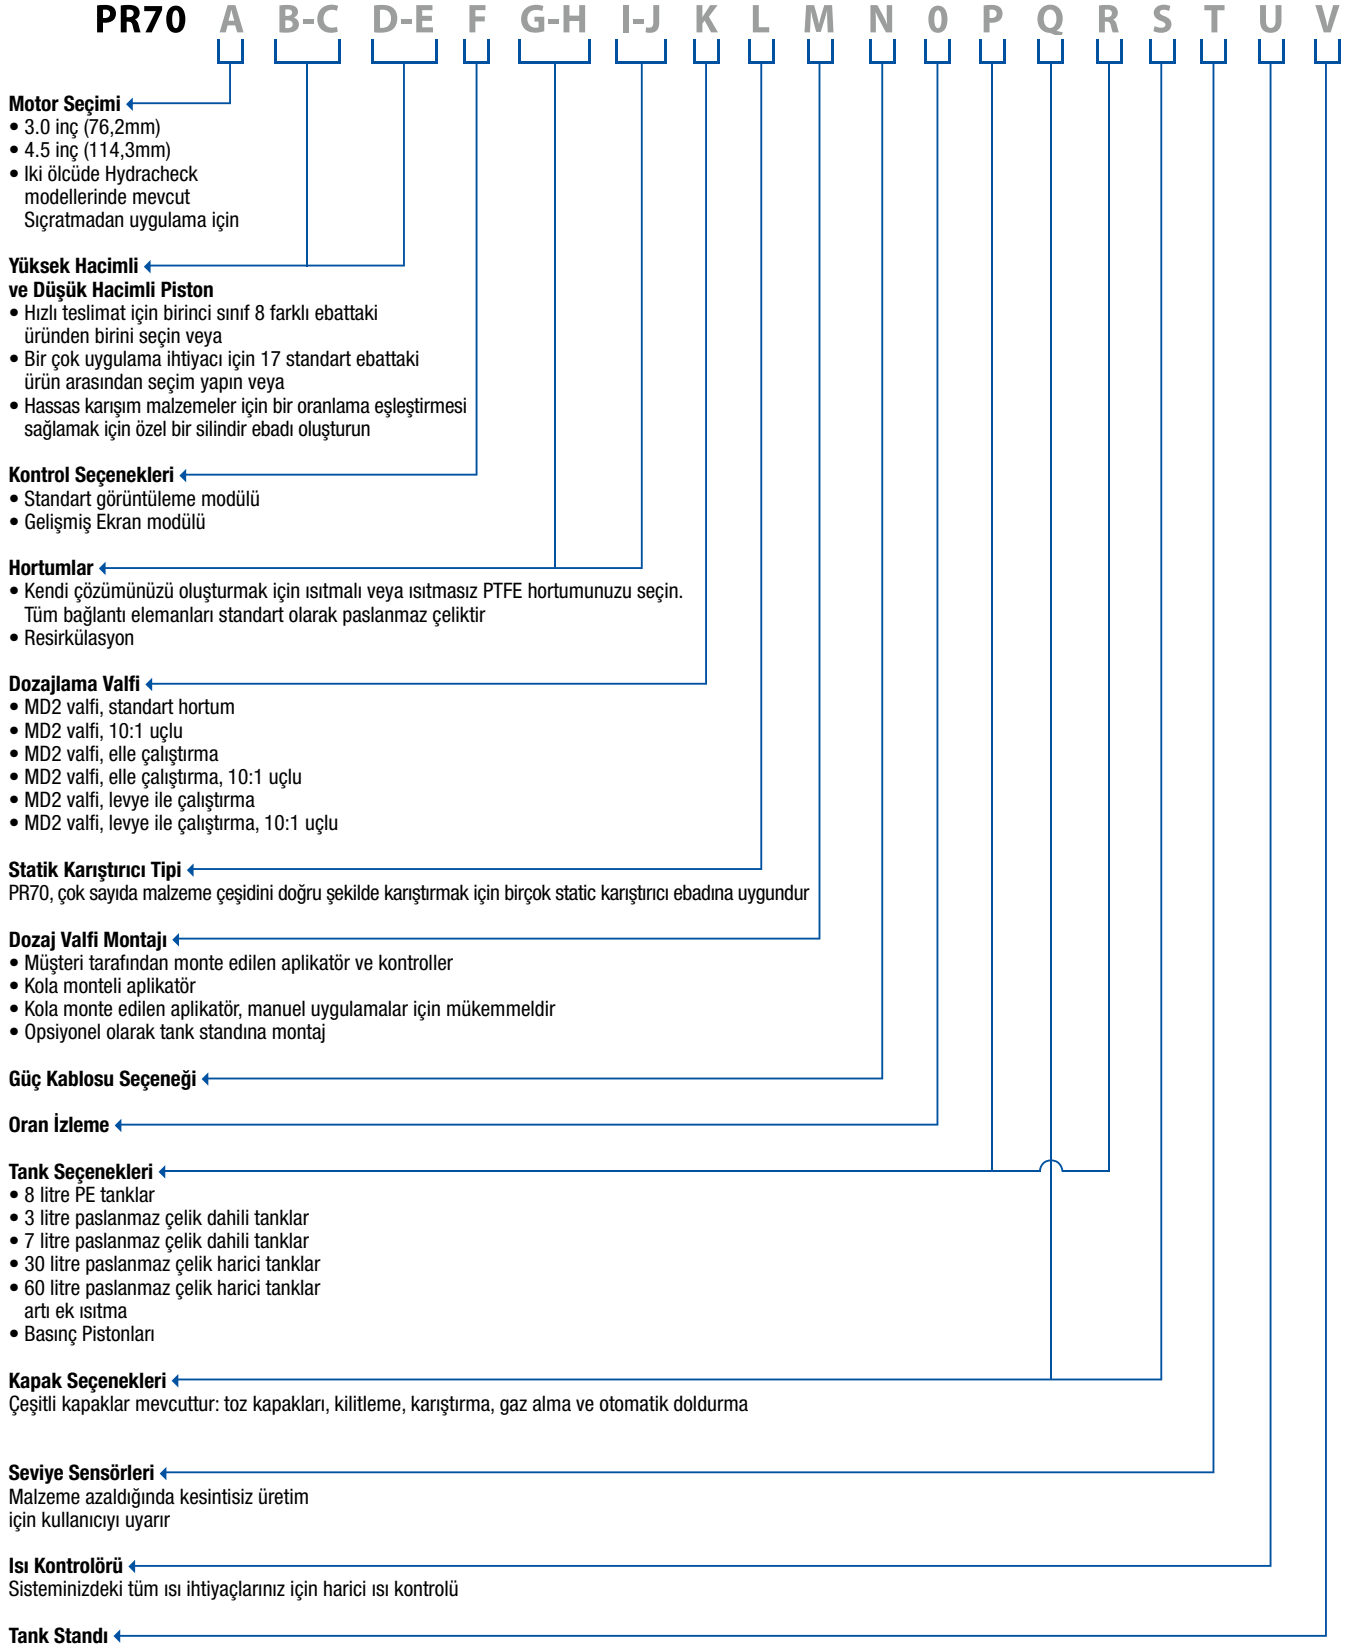 PR70 A B-C D-E F G-H I-J K L M N 0 P Q R S T U V
Motor Seçimi
• 3.0 inç (76,2mm)
• 4.5 inç (114,3mm)
• Iki ölcüde Hydracheck
modellerinde mevcut
Sıçratmadan uygulama için
Yüksek Hacimli
ve Düşük Hacimli Piston
• Hızlı teslimat için birinci sınıf 8 farklı ebattaki
üründen birini seçin veya
• Bir çok uygulama ihtiyacı için 17 standart ebattaki
ürün arasından seçim yapın veya
• Hassas karışım malzemeler için bir oranlama eşleştirmesi
sağlamak için özel bir silindir ebadı oluşturun
Kontrol Seçenekleri
• Standart görüntüleme modülü
• Gelişmiş Ekran modülü
Hortumlar
• Kendi çözümünüzü oluşturmak için ısıtmalı veya ısıtmasız PTFE hortumunuzu seçin.
Tüm bağlantı elemanları standart olarak paslanmaz çeliktir
• Resirkülasyon
Dozajlama Valfi
• MD2 valfi, standart hortum
• MD2 valfi, 10:1 uçlu
• MD2 valfi, elle çalıştırma
• MD2 valfi, elle çalıştırma, 10:1 uçlu
• MD2 valfi, levye ile çalıştırma
• MD2 valfi, levye ile çalıştırma, 10:1 uçlu
Statik Karıştırıcı Tipi
PR70, çok sayıda malzeme çeşidini doğru şekilde karıştırmak için birçok static karıştırıcı ebadına uygundur
Dozaj Valfi Montajı
• Müşteri tarafından monte edilen aplikatör ve kontroller
• Kola monteli aplikatör
• Kola monte edilen aplikatör, manuel uygulamalar için mükemmeldir
• Opsiyonel olarak tank standına montaj
Güç Kablosu Seçeneği
Oran İzleme
Tank Seçenekleri
• 8 litre PE tanklar
• 3 litre paslanmaz çelik dahili tanklar
• 7 litre paslanmaz çelik dahili tanklar
• 30 litre paslanmaz çelik harici tanklar
• 60 litre paslanmaz çelik harici tanklar
artı ek ısıtma
• Basınç Pistonları
Kapak Seçenekleri
Çeşitli kapaklar mevcuttur: toz kapakları, kilitleme, karıştırma, gaz alma ve otomatik doldurma
Seviye Sensörleri
Malzeme azaldığında kesintisiz üretim
için kullanıcıyı uyarır
Isı Kontrolörü
Sisteminizdeki tüm ısı ihtiyaçlarınız için harici ısı kontrolü
Tank Standı